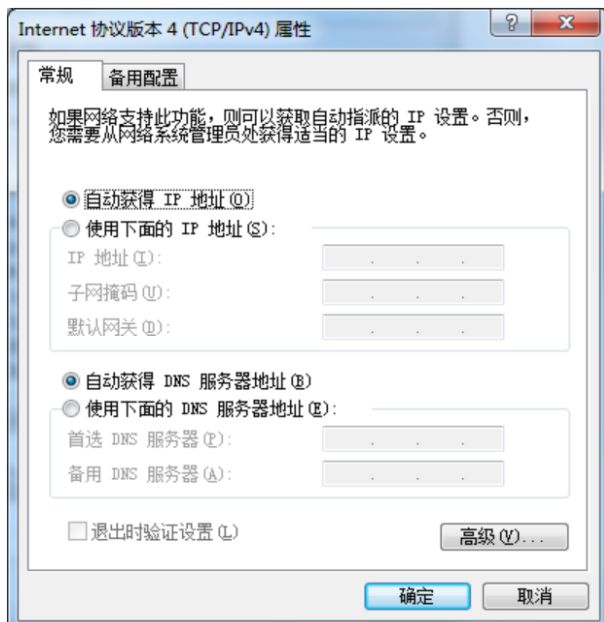 Internet 协议版本 4 (TCP/IPv4) 属性
常规
备用配置
如果网络支持此功能，则可以获取自动指派的 IP 设置。否则，
您需要从网络系统管理员处获得适当的 IP 设置。
自动获得 IP 地址(O)
使用下面的 IP 地址(S):
IP 地址(I):
子网掩码(U):
默认网关(D):
自动获得 DNS 服务器地址(B)
使用下面的 DNS 服务器地址(E):
首选 DNS 服务器(P):
备用 DNS 服务器(A):
退出时验证设置(L)
高级(V)...
确定
取消